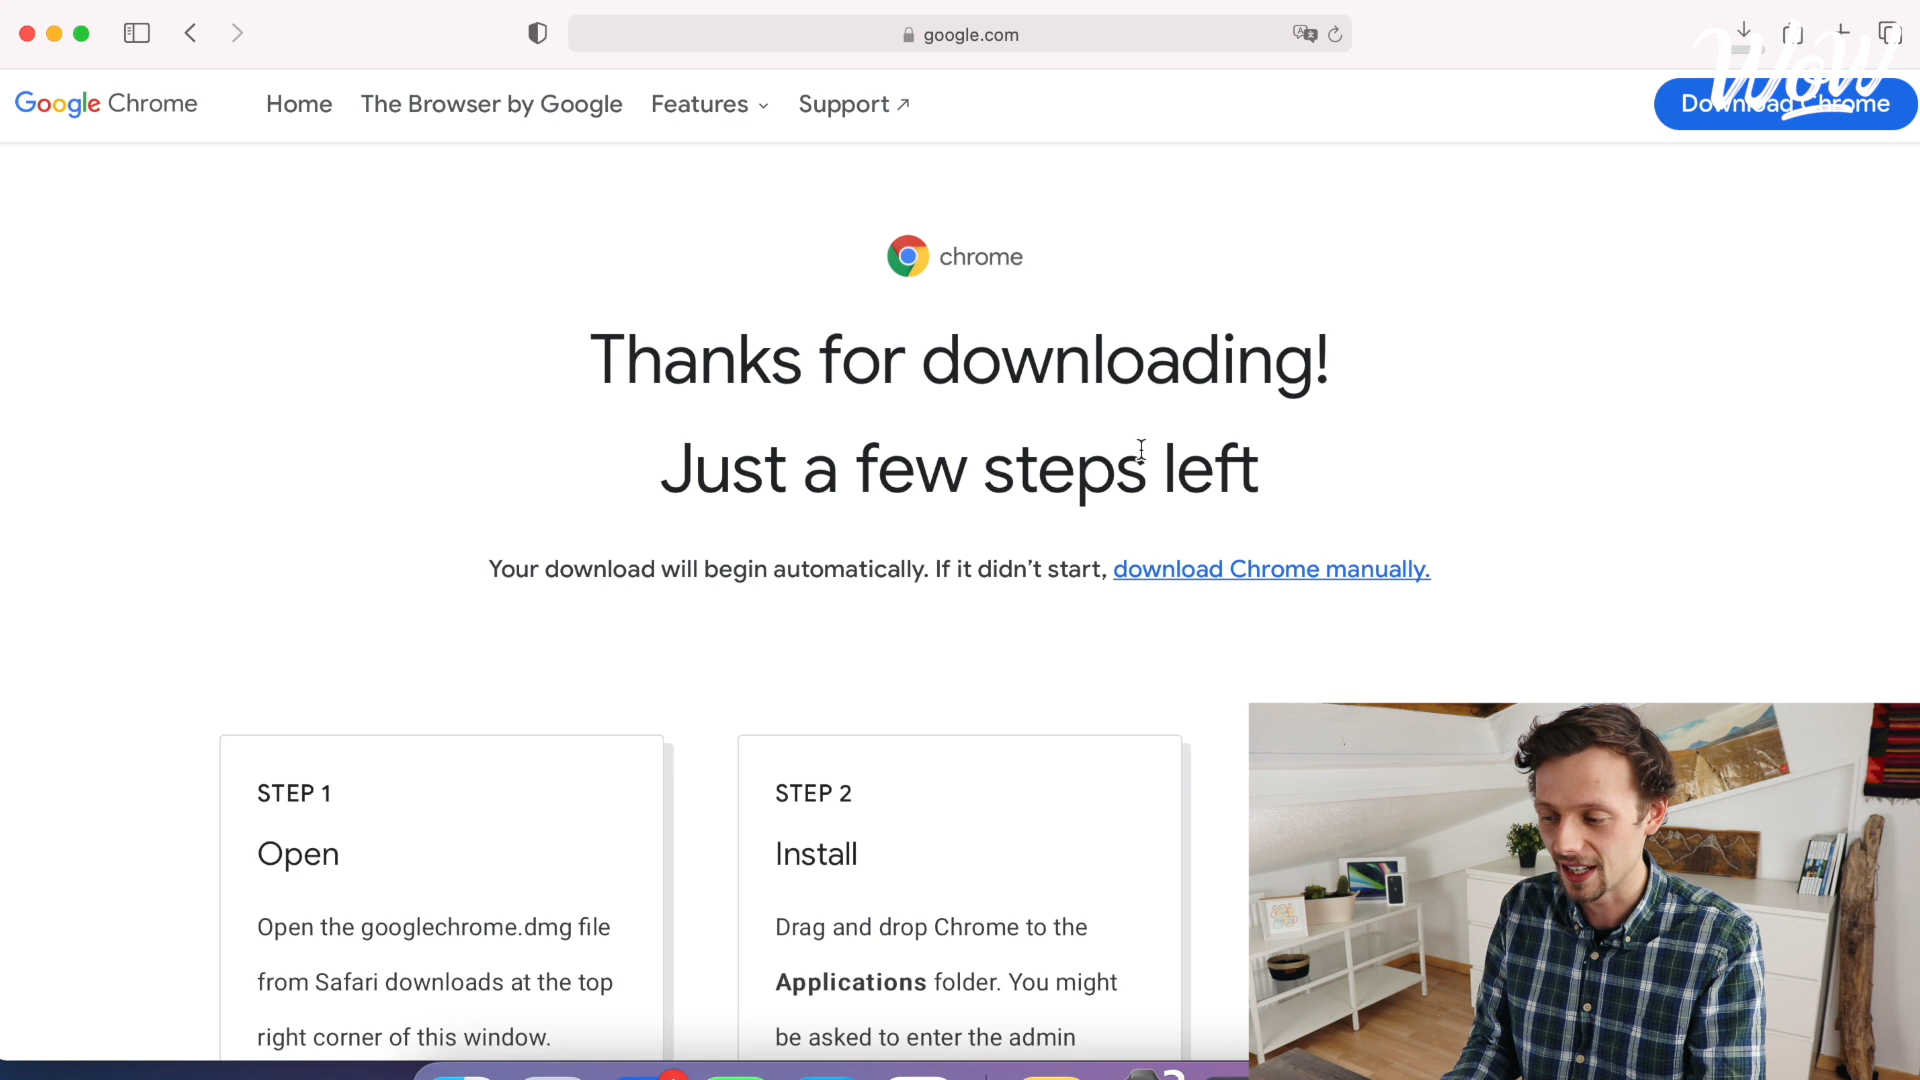 google.com
Google Chrome
Home
The Browser by Google
Features
Support
Download Chrome
Wow
chrome
Thanks for downloading!
Just a few steps left
Your download will begin automatically. If it didn’t start, download Chrome manually.
STEP 1
Open
Open the googlechrome.dmg file
from Safari downloads at the top
right corner of this window.
STEP 2
Install
Drag and drop Chrome to the
Applications folder. You might
be asked to enter the admin